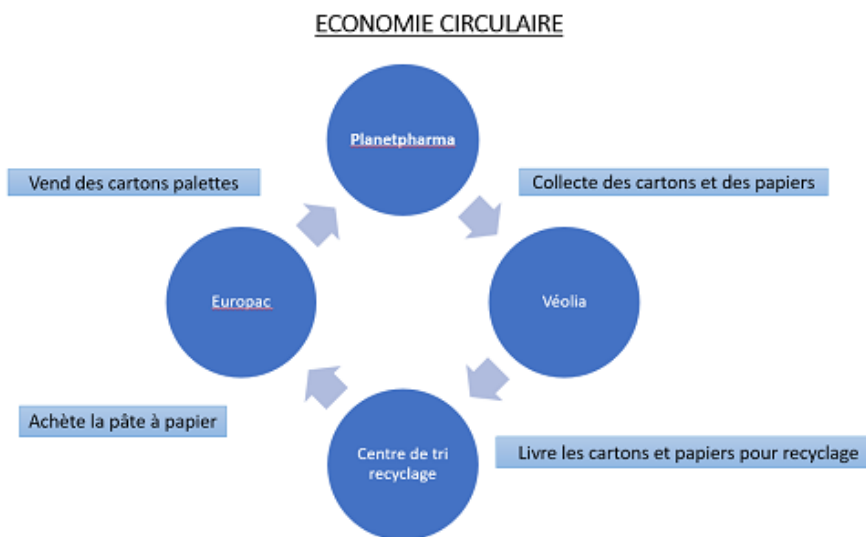 ECONOMIE CIRCULAIRE
Planetpharma
Vend des cartons palettes
Collecte des cartons et des papiers
Europac
Véolia
Achète la pâte à papier
Centre de tri
recyclage
Livre les cartons et papiers pour recyclage